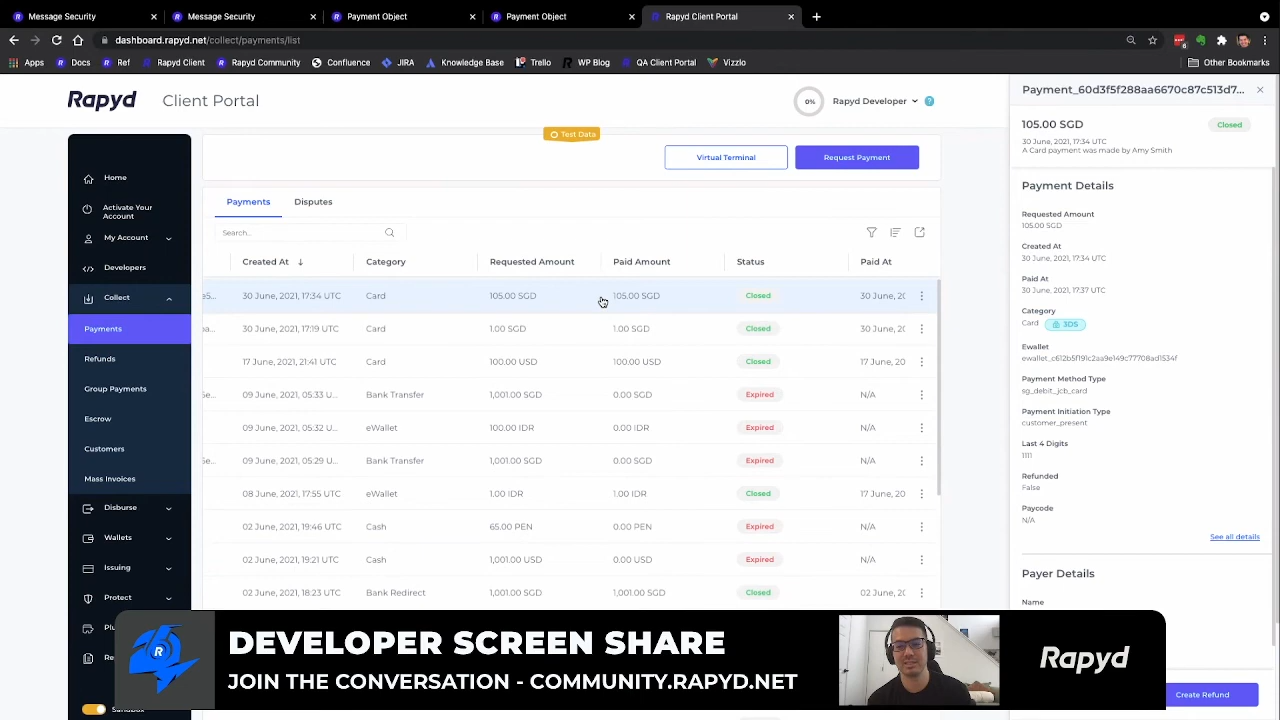 Message Security
Message Security
Payment Object
Payment Object
Rapyd Client Portal
dashboard.rapyd.net/collect/payments/list
Apps
Docs
Ref
Rapyd Client
Rapyd Community
Confluence
JIRA
Knowledge Base
Trello
WP Blog
QA Client Portal
Vizzlo
Other Bookmarks
Rapyd
Client Portal
0%
Rapyd Developer
Test Data
Virtual Terminal
Request Payment
Home
Activate Your
Account
My Account
Developers
Collect
Payments
Refunds
Group Payments
Escrow
Customers
Mass Invoices
Disburse
Wallets
Issuing
Protect
Payments
Disputes
Search...
Created At ↓ Category Requested Amount Paid Amount Status Paid At
30 June, 2021, 17:34 Card 105.00 SGD 105.00 SGD Closed 30 June, 20
30 June, 2021, 17:19 UTC Card 1.00 SGD 1.00 SGD Closed 30 June, 20
17 June, 2021, 21:41 UTC Card 100.00 USD 100.00 USD Closed 17 June, 20
09 June, 2021, 05:33 U... Bank Transfer 1,001.00 SGD 0.00 SGD Expired N/A
09 June, 2021, 05:32 U... eWallet 100.00 IDR 0.00 IDR Expired N/A
09 June, 2021, 05:29 U... Bank Transfer 1,001.00 SGD 0.00 SGD Expired N/A
08 June, 2021, 17:55 UTC eWallet 1.00 IDR 1.00 IDR Closed 17 June, 20
02 June, 2021, 19:46 UTC Cash 65.00 PEN 0.00 PEN Expired N/A
02 June, 2021, 19:21 UTC Cash 1,001.00 USD 0.00 USD Expired N/A
02 June, 2021, 18:23 UTC Bank Redirect 1,001.00 SGD 1,001.00 SGD Closed 02 June, 20
Payment_60d3f5f288aa6670c87c513d7...
105.00 SGD
Closed
30 June, 2021, 17:34 UTC
A Card payment was made by Amy Smith
Payment Details
Requested Amount
105.00 SGD
Created At
30 June, 2021, 17:34 UTC
Paid At
30 June, 2021, 17:37 UTC
Category
Card 3DS
Ewallet
ewallet_c612b5f191c2aa9e149c77708ad1534f
Payment Method Type
sg_debit_jcb_card
Payment Initiation Type
customer_present
Last 4 Digits
1111
Refunded
False
Paycode
N/A
See all details
Payer Details
Name
Create Refund
R
DEVELOPER SCREEN SHARE
JOIN THE CONVERSATION - COMMUNITY.RAPYD.NET
Rapyd